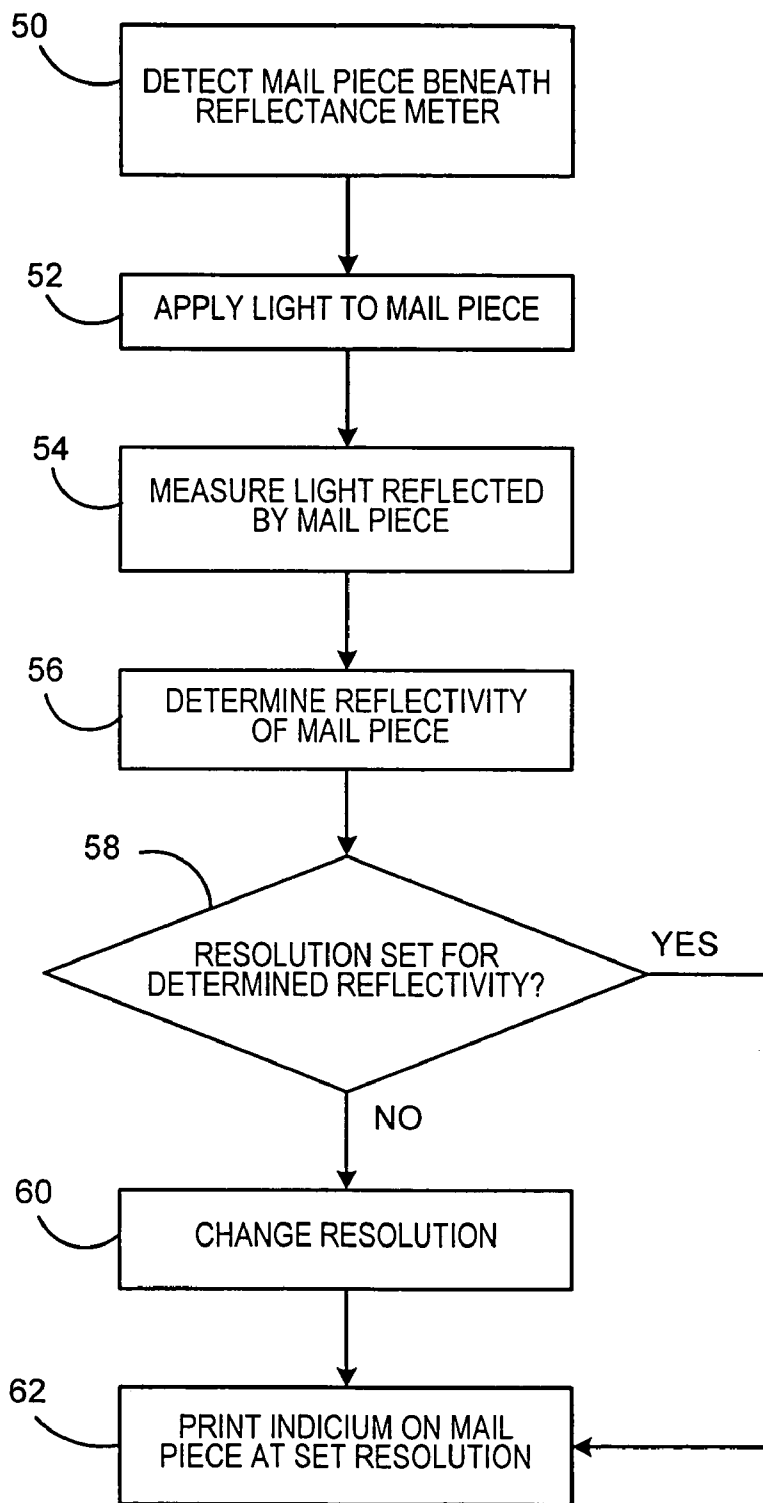 50
DETECT MAIL PIECE BENEATH
REFLECTANCE METER
52
APPLY LIGHT TO MAIL PIECE
54
MEASURE LIGHT REFLECTED
BY MAIL PIECE
56
DETERMINE REFLECTIVITY
OF MAIL PIECE
58
RESOLUTION SET FOR
DETERMINED REFLECTIVITY?
YES
NO
60
CHANGE RESOLUTION
62
PRINT INDICIUM ON MAIL
PIECE AT SET RESOLUTION